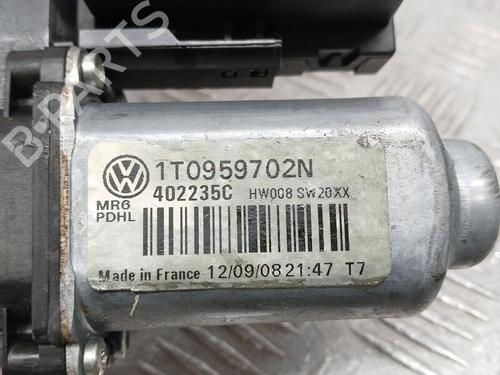 B-PARTS
1T0959702N
402235C HW008 SW20XX
MR6
PDHL
Made in France 12/09/08 21:47 T7